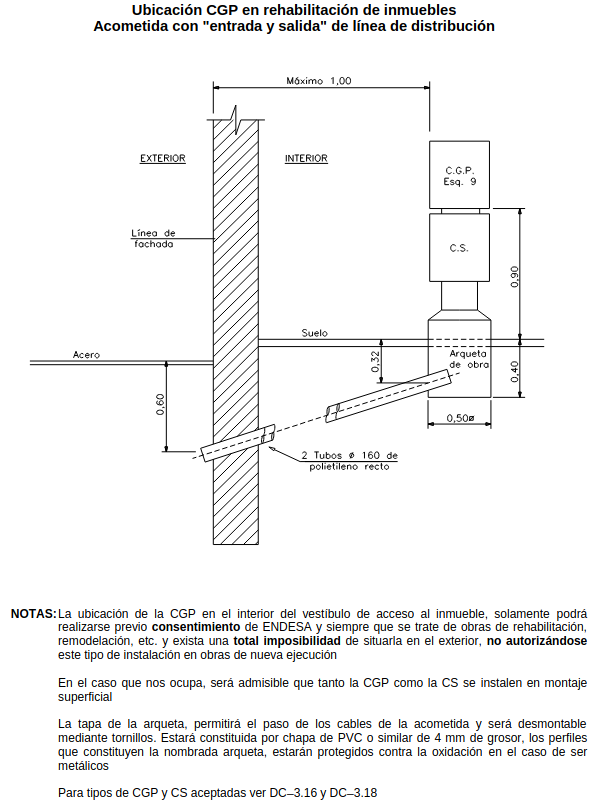 Ubicación CGP en rehabilitación de inmuebles
Acometida con "entrada y salida" de línea de distribución
Máximo 1,00
EXTERIOR
INTERIOR
C.G.P.
Esq. 9
Línea de
fachada
C.S.
0,90
Suelo
Acero
0,32
Arqueta
de obra
0,40
0,60
0,50ø
2 Tubos ø 160 de
polietileno recto
NOTAS: La ubicación de la CGP en el interior del vestíbulo de acceso al inmueble, solamente podrá
realizarse previo consentimiento de ENDESA y siempre que se trate de obras de rehabilitación,
remodelación, etc. y exista una total imposibilidad de situarla en el exterior, no autorizándose
este tipo de instalación en obras de nueva ejecución
En el caso que nos ocupa, será admisible que tanto la CGP como la CS se instalen en montaje
superficial
La tapa de la arqueta, permitirá el paso de los cables de la acometida y será desmontable
mediante tornillos. Estará constituida por chapa de PVC o similar de 4 mm de grosor, los perfiles
que constituyen la nombrada arqueta, estarán protegidos contra la oxidación en el caso de ser
metálicos
Para tipos de CGP y CS aceptadas ver DC–3.16 y DC–3.18